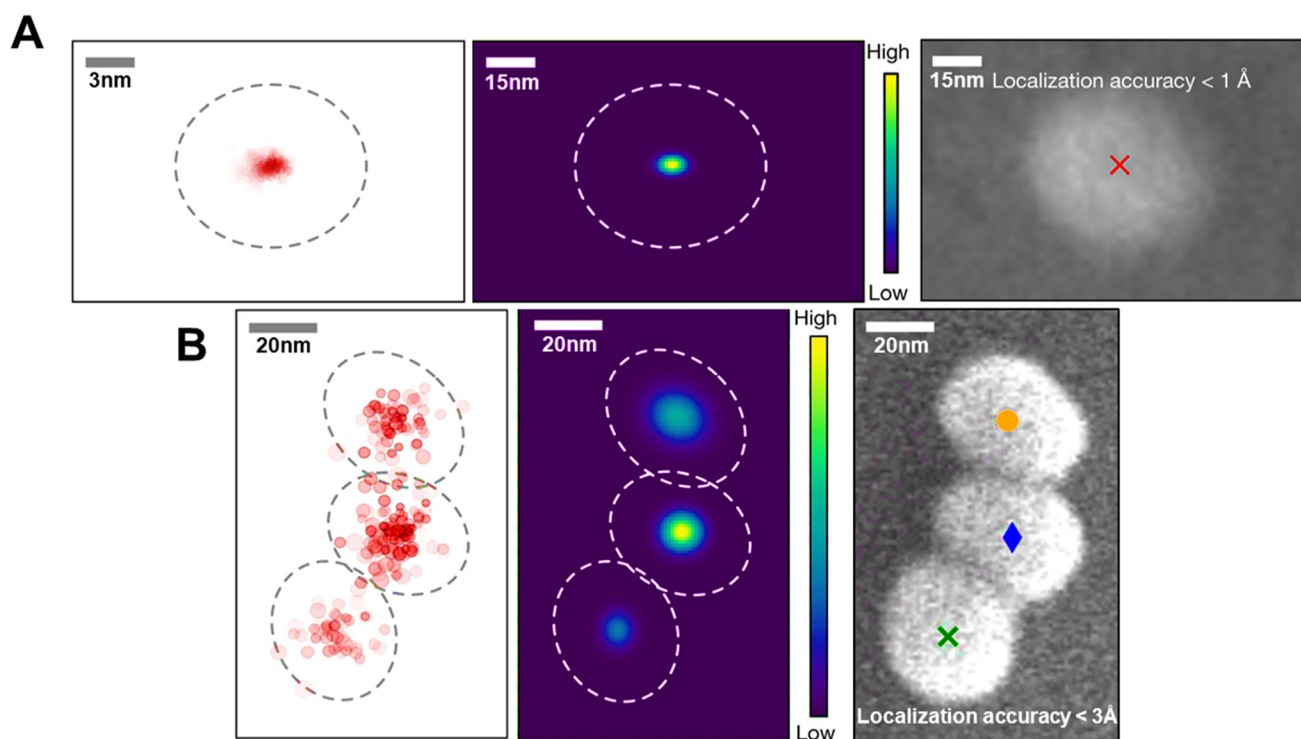 A
3nm
15nm
High
Low
15nm
Localization accuracy < 1 Å
B
20nm
20nm
High
Low
20nm
Localization accuracy < 3Å